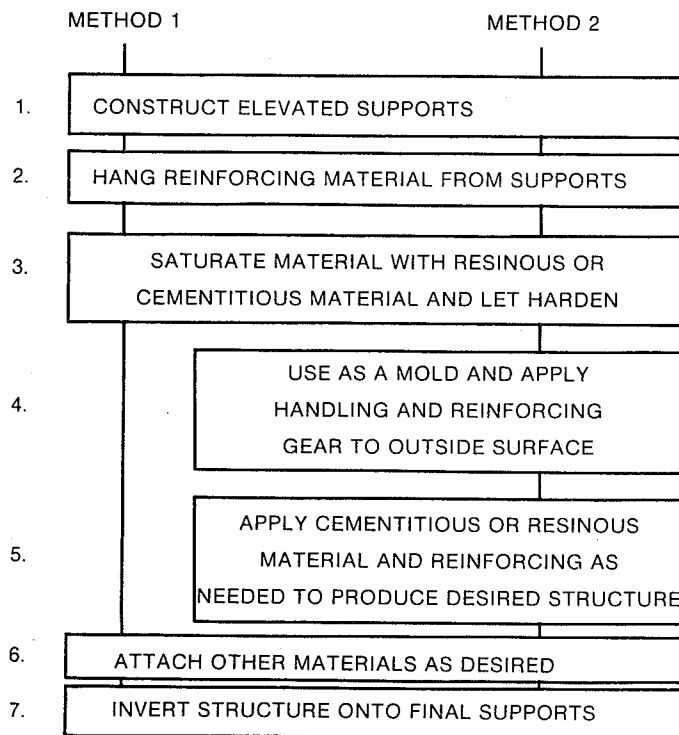 METHOD 1 METHOD 2
1. CONSTRUCT ELEVATED SUPPORTS
2. HANG REINFORCING MATERIAL FROM SUPPORTS
3. SATURATE MATERIAL WITH RESINOUS OR
CEMENTITIOUS MATERIAL AND LET HARDEN
USE AS A MOLD AND APPLY
4. HANDLING AND REINFORCING
GEAR TO OUTSIDE SURFACE
APPLY CEMENTITIOUS OR RESINOUS
5. MATERIAL AND REINFORCING AS
NEEDED TO PRODUCE DESIRED STRUCTURE
6. ATTACH OTHER MATERIALS AS DESIRED
7. INVERT STRUCTURE ONTO FINAL SUPPORTS